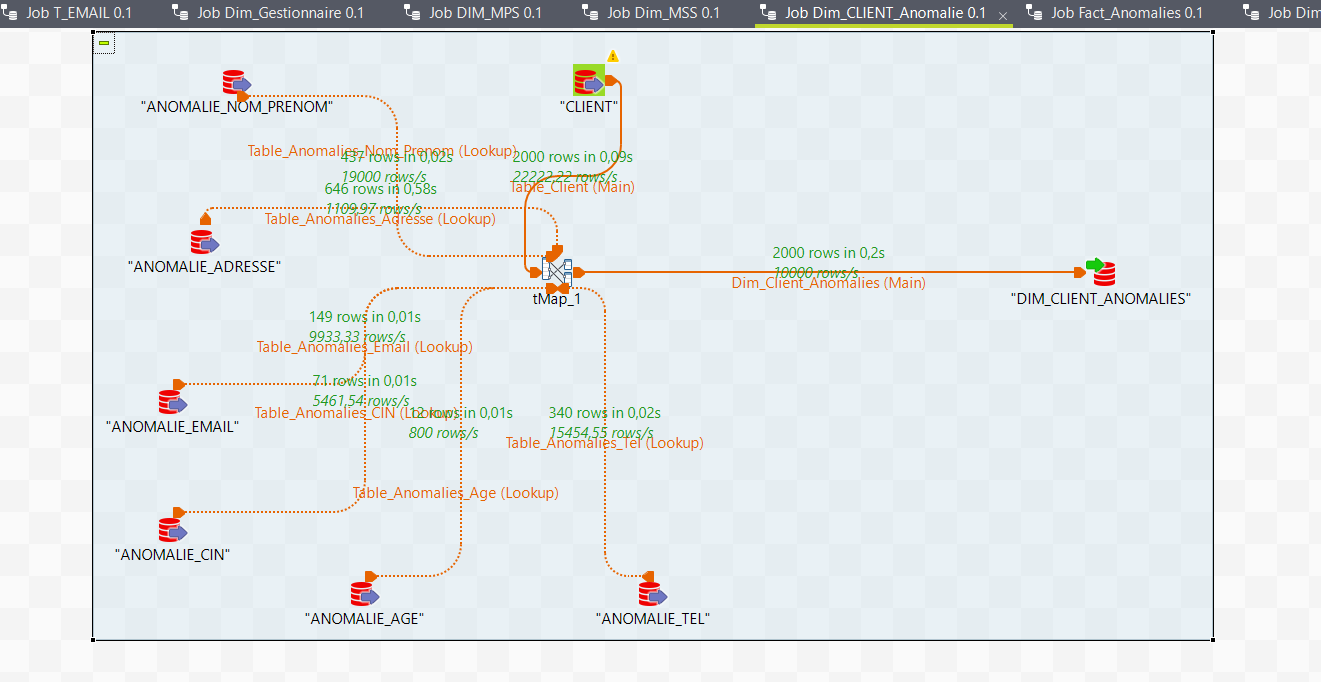 Job T_EMAIL 0.1
Job Dim_Gestionnaire 0.1
Job DIM_MPS 0.1
Job Dim_MSS 0.1
Job Dim_CLIENT_Anomalie 0.1
Job Fact_Anomalies 0.1
Job Dim
"ANOMALIE_NOM_PRENOM"
"CLIENT"
Table_Anomalies_Nom_Prenom (Lookup)
437 rows in 0,02s
19000 rows/s
2000 rows in 0,09s
22222,22 rows/s
Table_Client (Main)
646 rows in 0,58s
1109,97 rows/s
Table_Anomalies_Adresse (Lookup)
"ANOMALIE_ADRESSE"
tMap_1
2000 rows in 0,2s
10000 rows/s
Dim_Client_Anomalies (Main)
"DIM_CLIENT_ANOMALIES"
149 rows in 0,01s
9933,33 rows/s
Table_Anomalies_Email (Lookup)
71 rows in 0,01s
5461,54 rows/s
Table_Anomalies_CIN (Lookup)
"ANOMALIE_EMAIL"
12 rows in 0,01s
800 rows/s
340 rows in 0,02s
15454,55 rows/s
Table_Anomalies_Tel (Lookup)
Table_Anomalies_Age (Lookup)
"ANOMALIE_CIN"
"ANOMALIE_AGE"
"ANOMALIE_TEL"